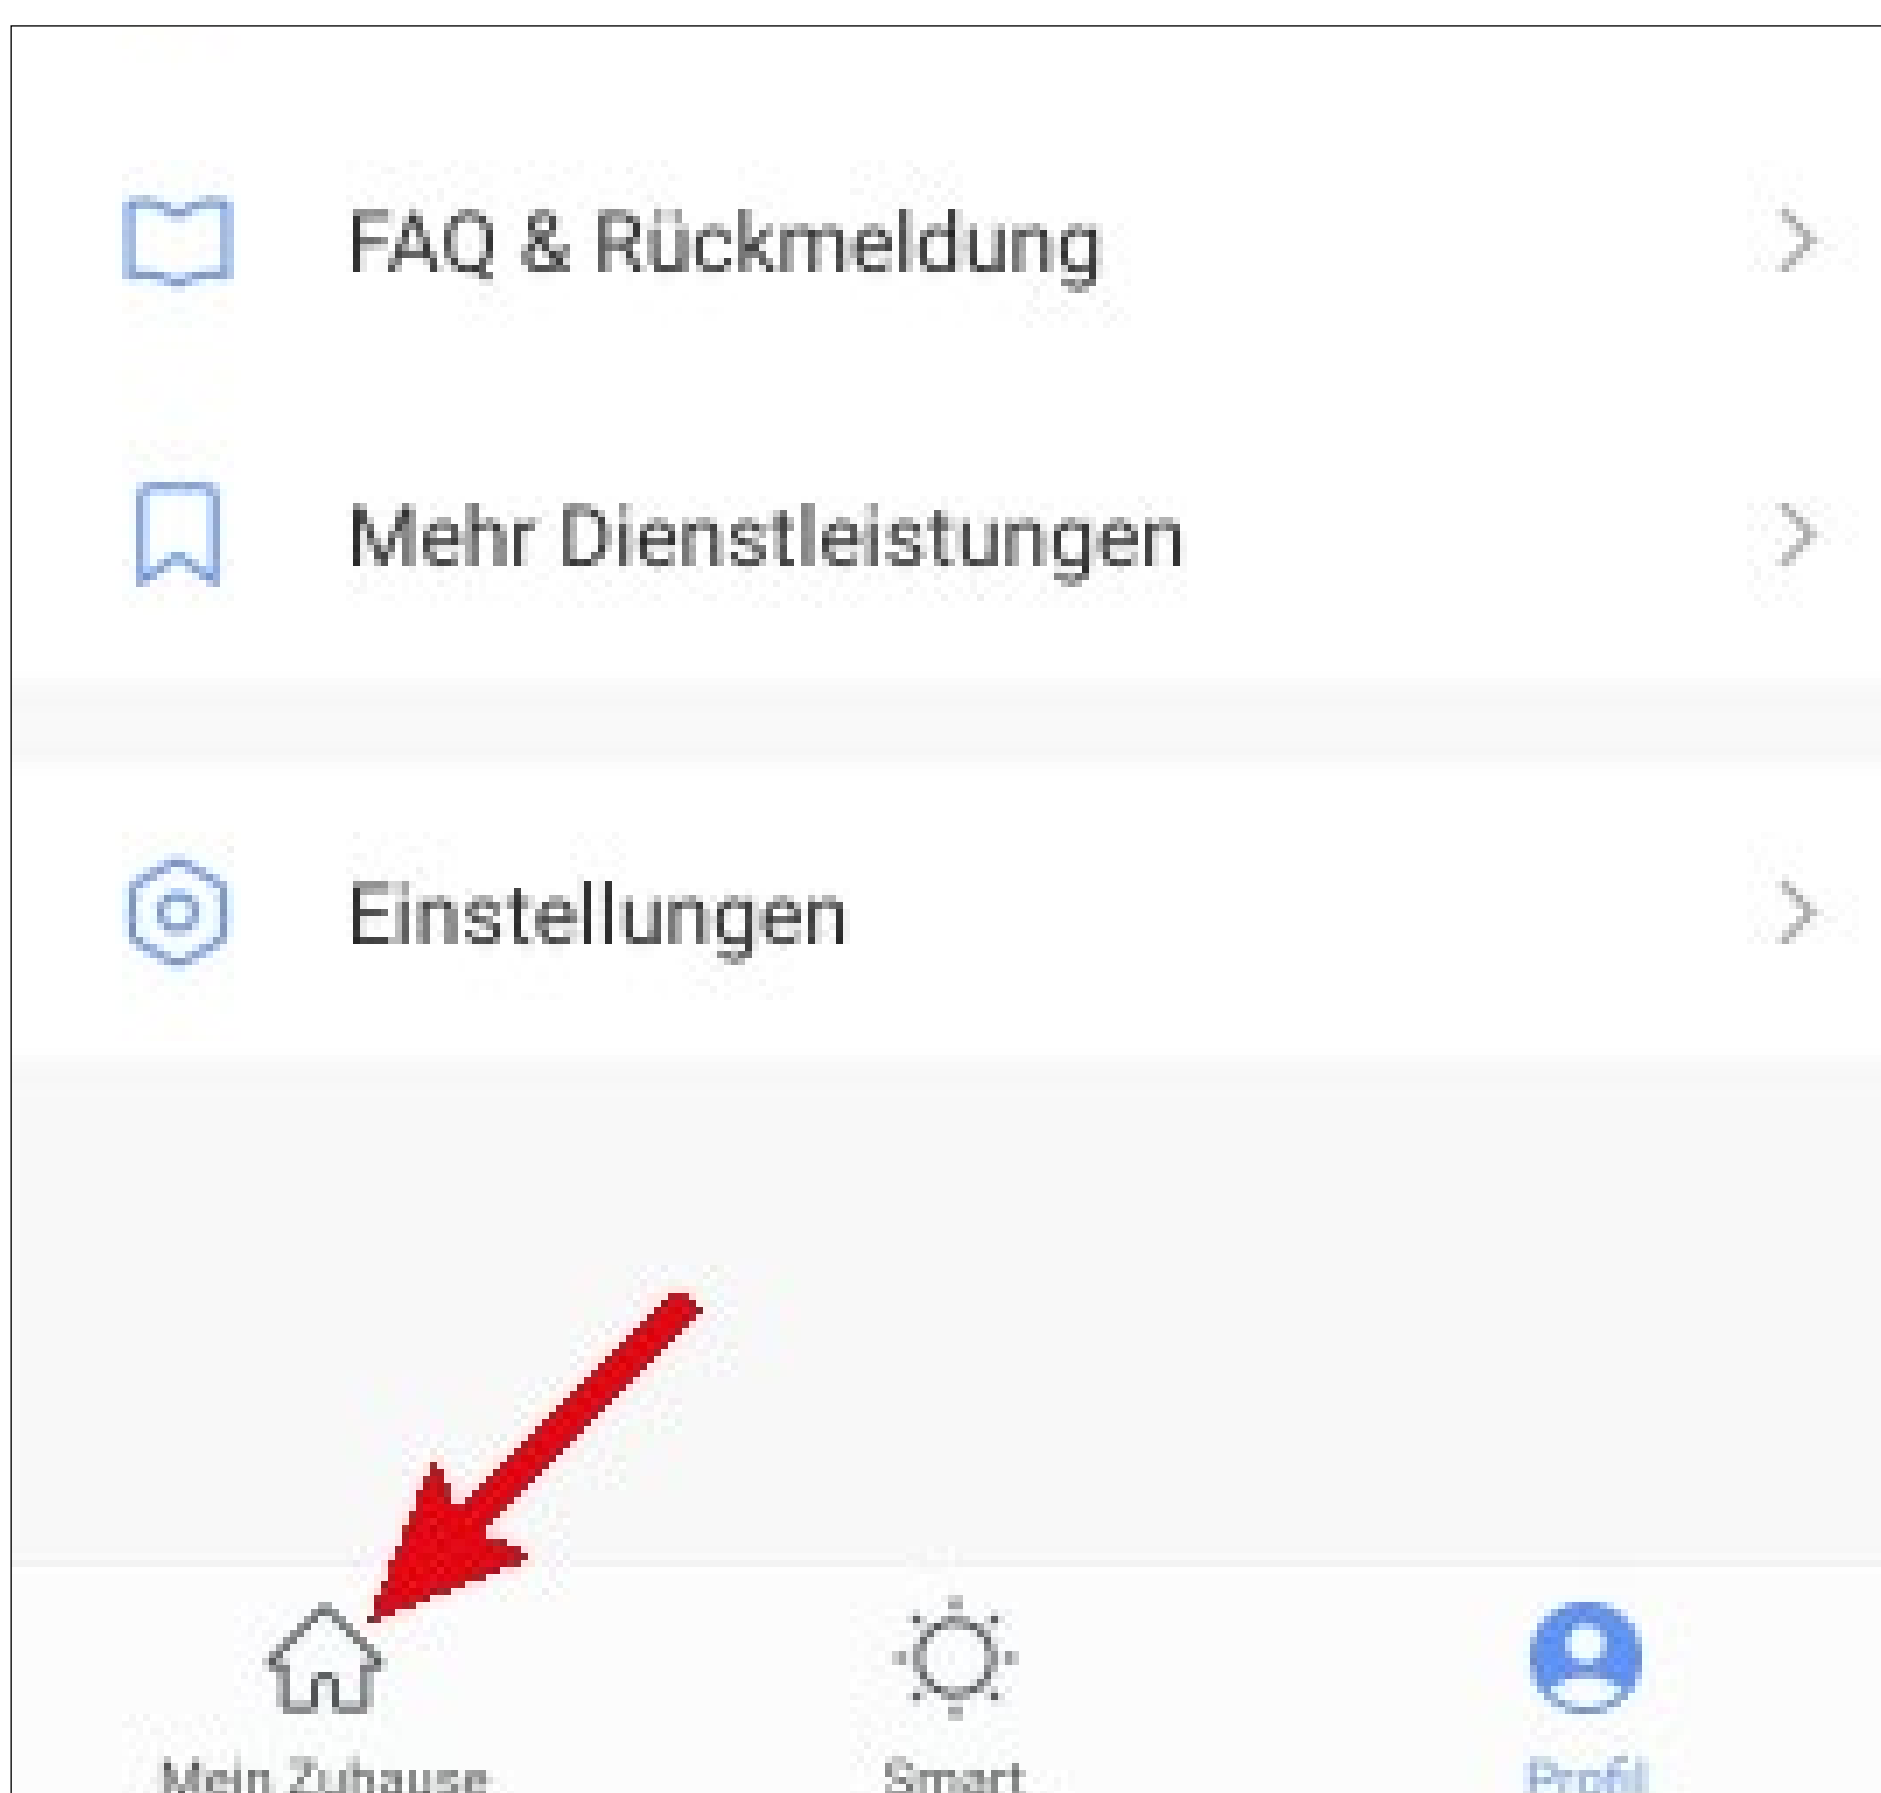 FAQ & Rückmeldung
Mehr Dienstleistungen
Einstellungen
Mein Zuhause
Smart
Profil